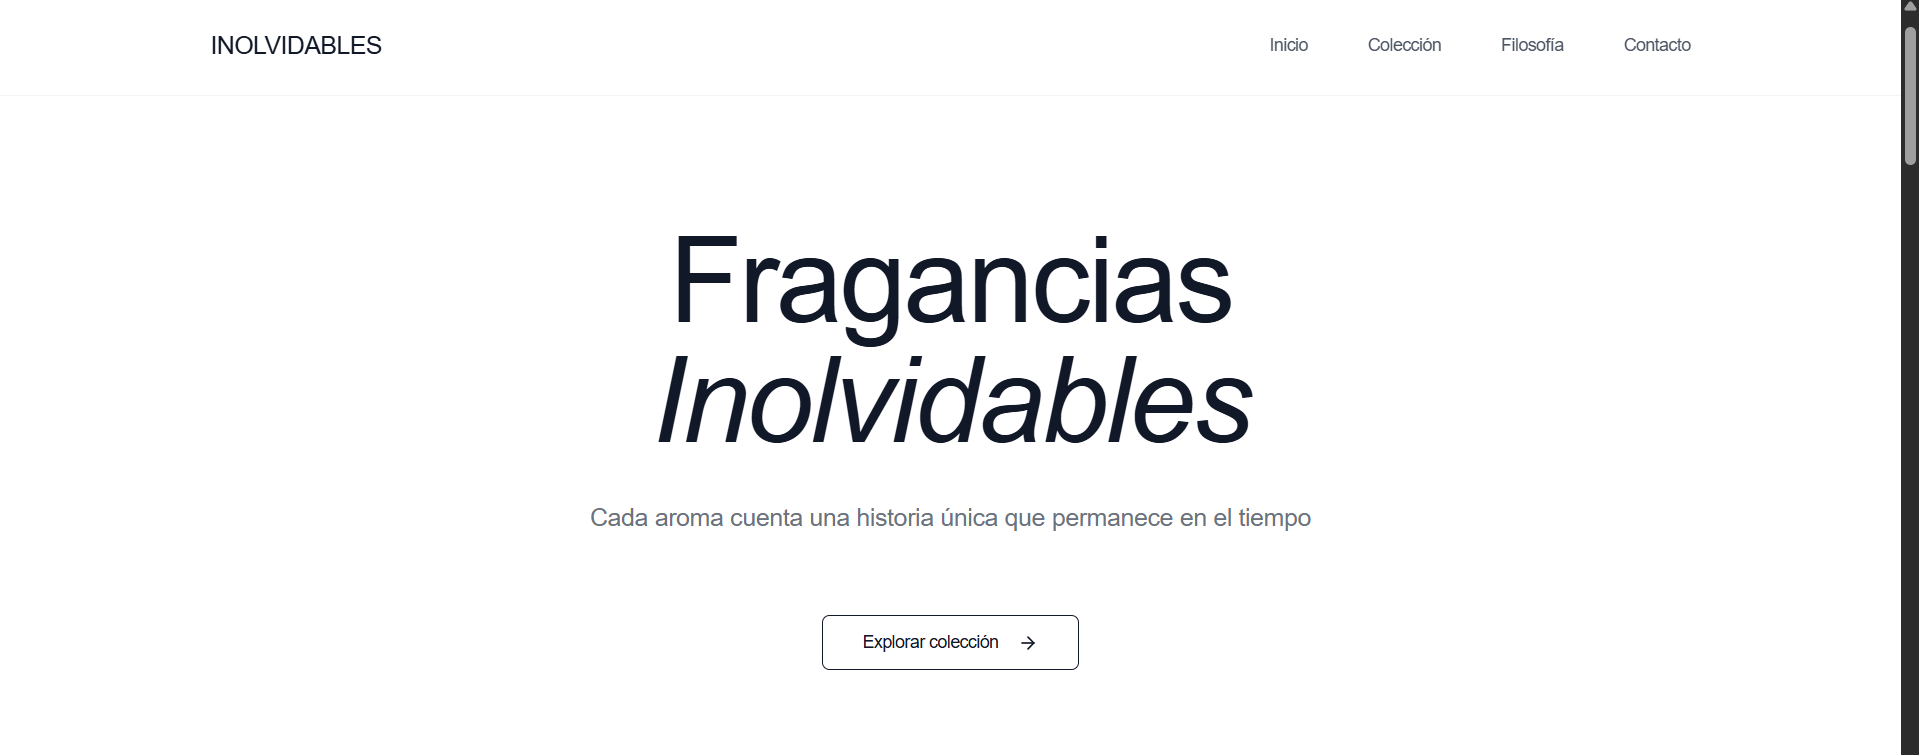 INOLVIDABLES
Inicio
Colección
Filosofía
Contacto
Fragancias
Inolvidables
Cada aroma cuenta una historia única que permanece en el tiempo
Explorar colección